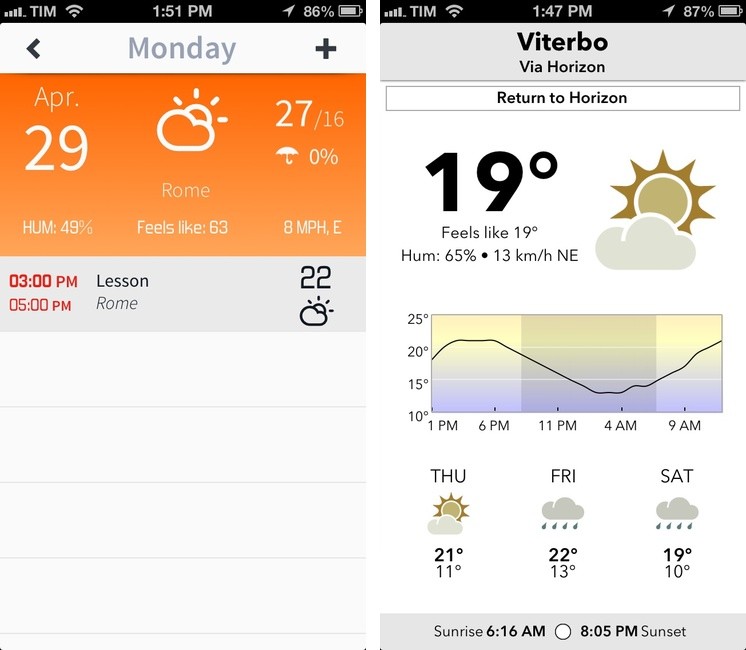 TIM 1:51 PM 86%
Monday
Apr.
29
27/16
0%
Rome
HUM: 49% Feels like: 63 8 MPH, E
03:00 PM Lesson 22
05:00 PM Rome
TIM 1:47 PM 87%
Viterbo
Via Horizon
Return to Horizon
19°
Feels like 19°
Hum: 65% • 13 km/h NE
25°
20°
15°
10°
1 PM 6 PM 11 PM 4 AM 9 AM
THU FRI SAT
21° 22° 19°
11° 13° 10°
Sunrise 6:16 AM 8:05 PM Sunset